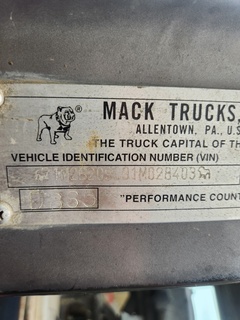 MACK TRUCKS,
ALLENTOWN, PA., U.S
THE TRUCK CAPITAL OF TH
VEHICLE IDENTIFICATION NUMBER (VIN)
"PERFORMANCE COUNT